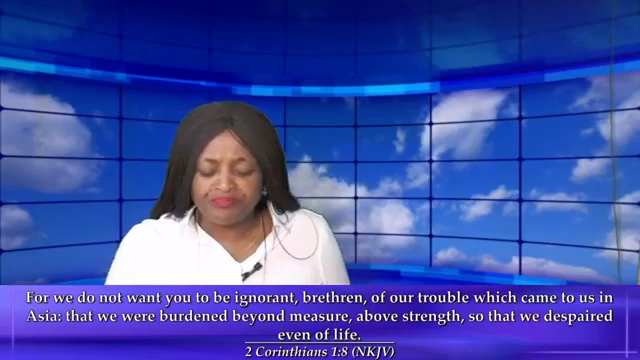 For we do not want you to be ignorant, brethren, of our trouble which came to us in
Asia: that we were burdened beyond measure, above strength, so that we despaired
even of life.
2 Corinthians 1:8 (NKJV)